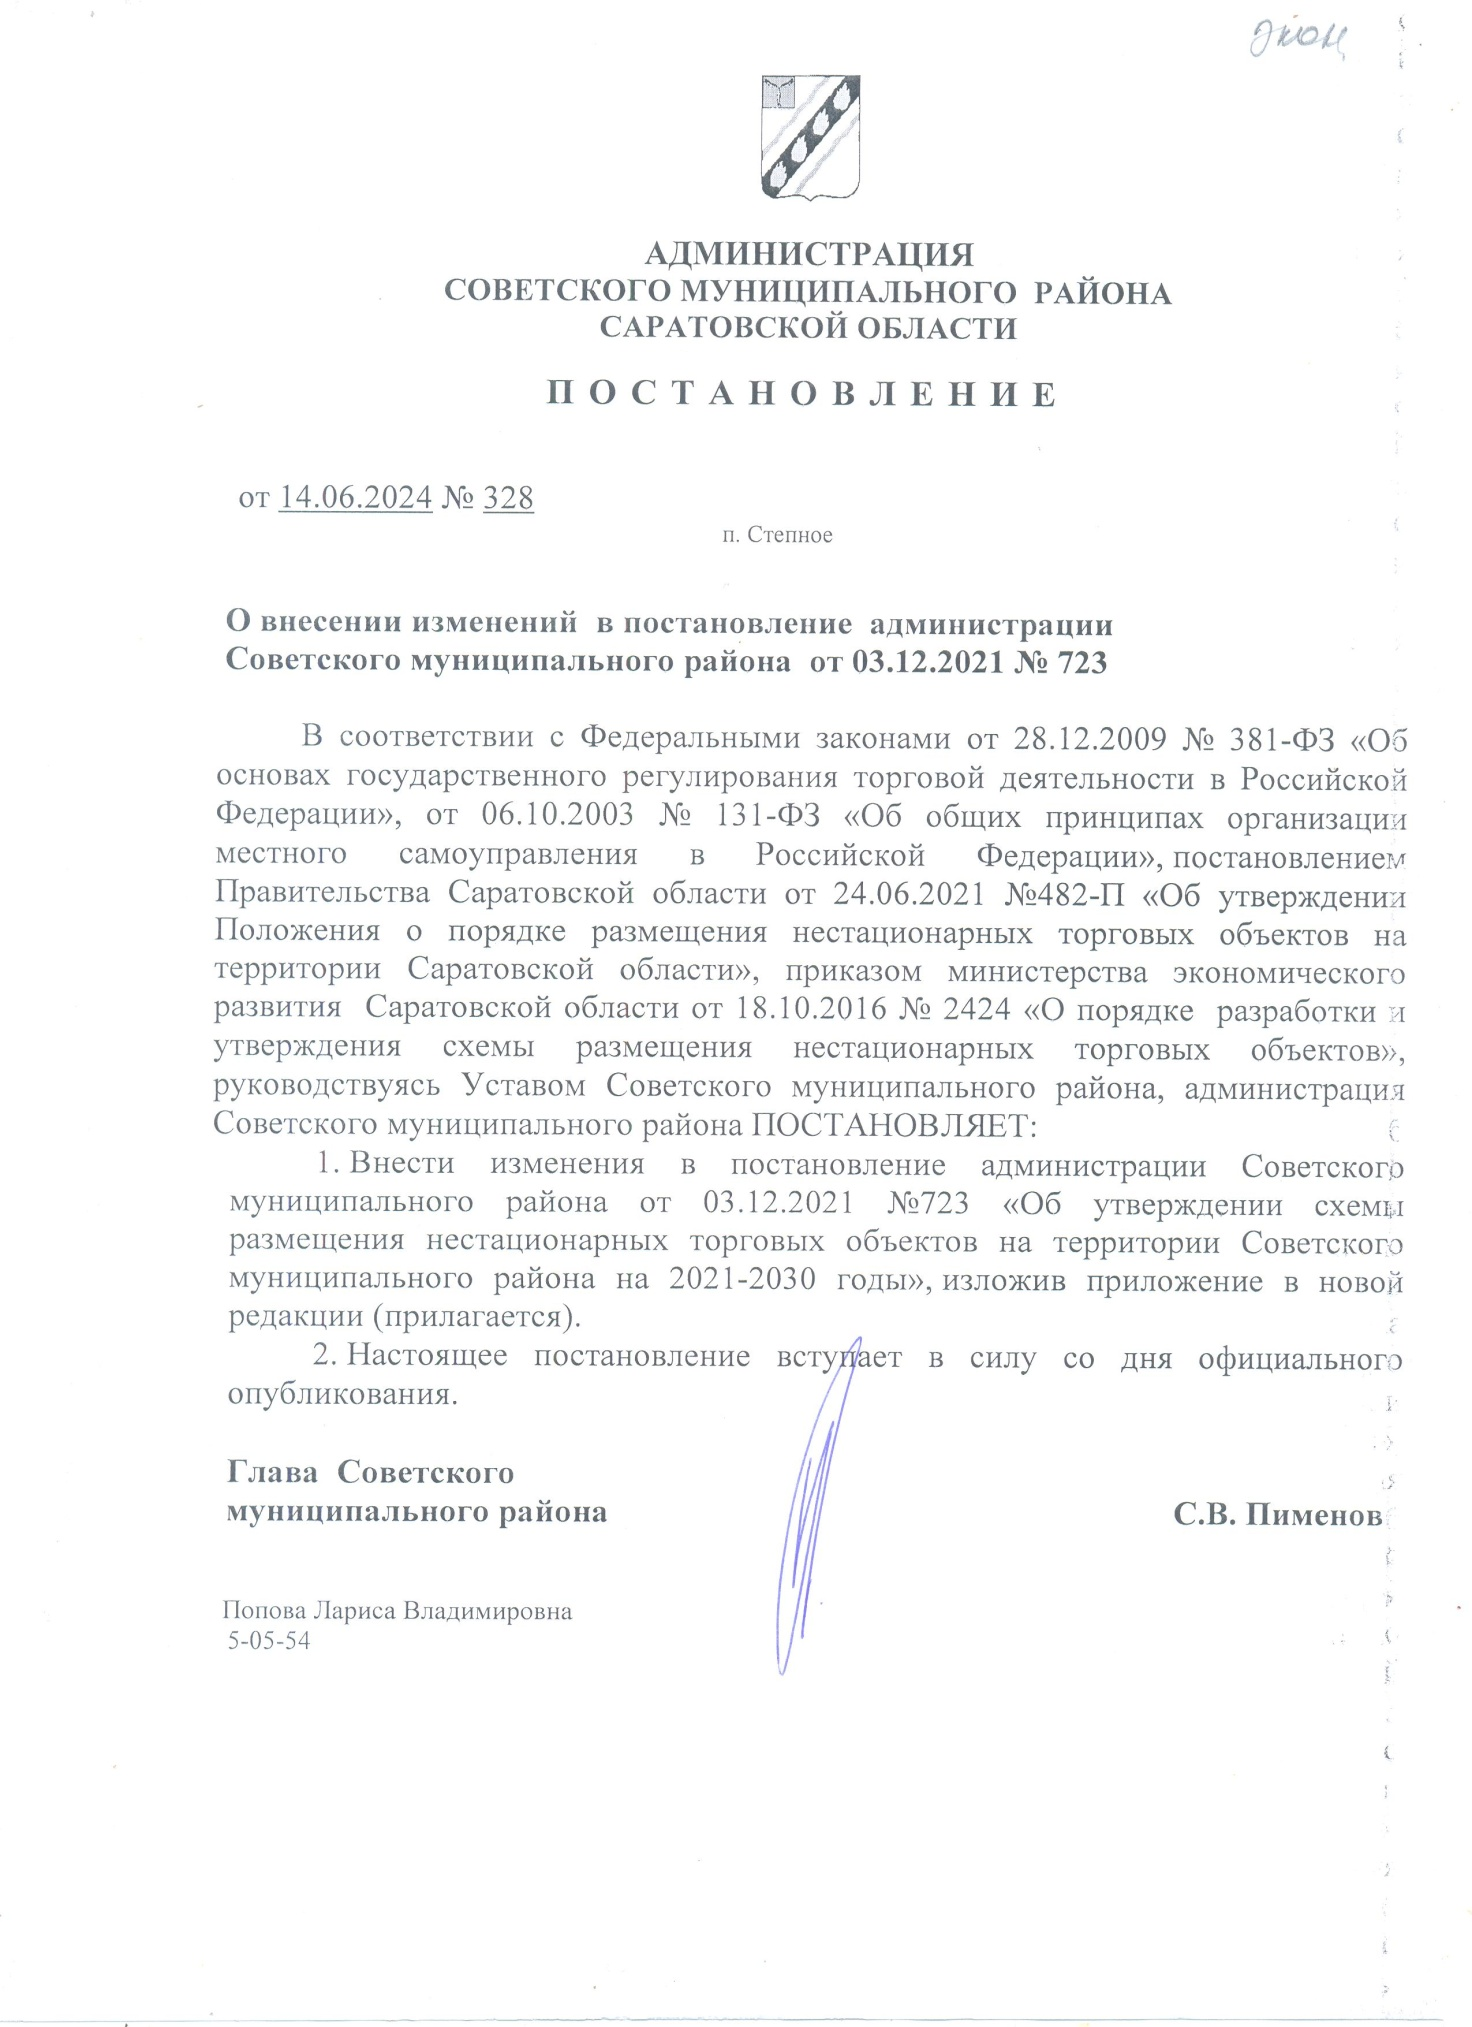 экон
АДМИНИСТРАЦИЯ
СОВЕТСКОГО МУНИЦИПАЛЬНОГО РАЙОНА
САРАТОВСКОЙ ОБЛАСТИ
П О С Т А Н О В Л Е Н И Е
от 14.06.2024 № 328
п. Степное
О внесении изменений в постановление администрации
Советского муниципального района от 03.12.2021 № 723
В соответствии с Федеральными законами от 28.12.2009 № 381-ФЗ «Об
основах государственного регулирования торговой деятельности в Российской
Федерации», от 06.10.2003 № 131-ФЗ «Об общих принципах организации
местного самоуправления в Российской Федерации», постановлением
Правительства Саратовской области от 24.06.2021 №482-П «Об утверждении
Положения о порядке размещения нестационарных торговых объектов на
территории Саратовской области», приказом министерства экономического
развития Саратовской области от 18.10.2016 № 2424 «О порядке разработки и
утверждения схемы размещения нестационарных торговых объектов»,
руководствуясь Уставом Советского муниципального района, администрация
Советского муниципального района ПОСТАНОВЛЯЕТ:
1. Внести изменения в постановление администрации Советского
муниципального района от 03.12.2021 №723 «Об утверждении схемы
размещения нестационарных торговых объектов на территории Советского
муниципального района на 2021-2030 годы», изложив приложение в новой
редакции (прилагается).
2. Настоящее постановление вступает в силу со дня официального
опубликования.
Глава Советского
муниципального района С.В. Пименов
Попова Лариса Владимировна
5-05-54